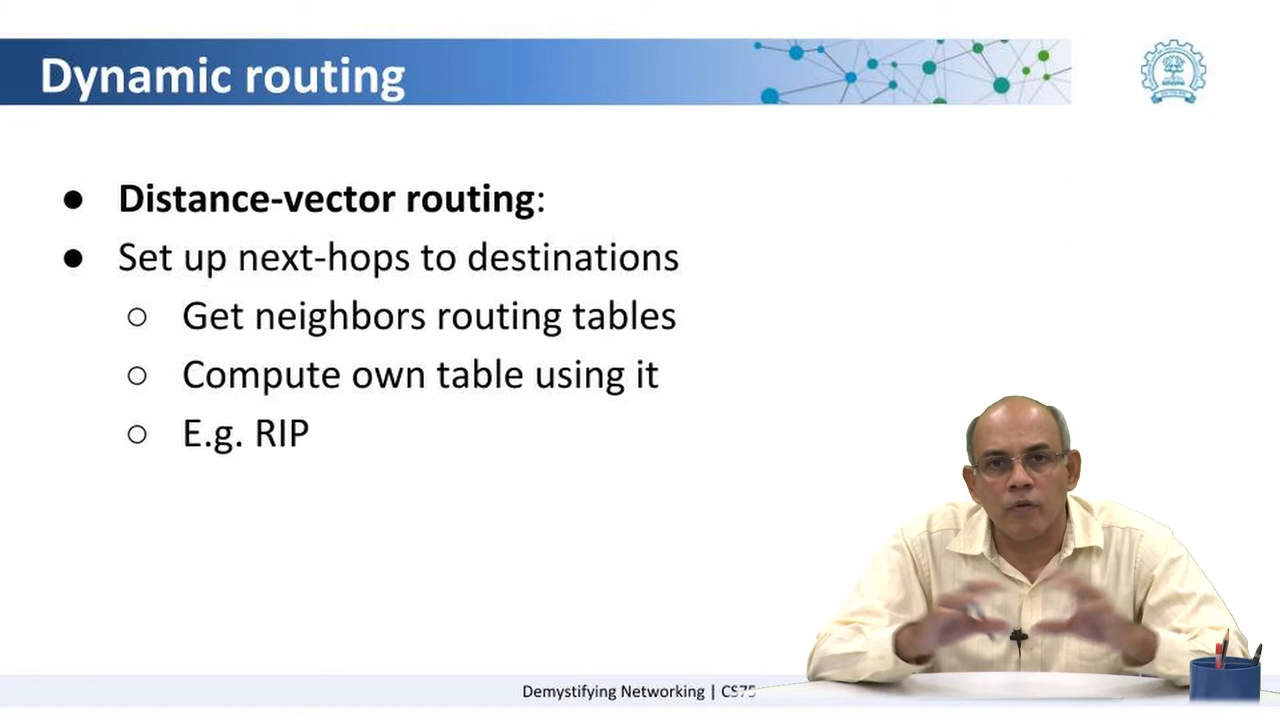 Dynamic routing
● Distance-vector routing:
● Set up next-hops to destinations
○ Get neighbors routing tables
○ Compute own table using it
○ E.g. RIP
Demystifying Networking | CS75